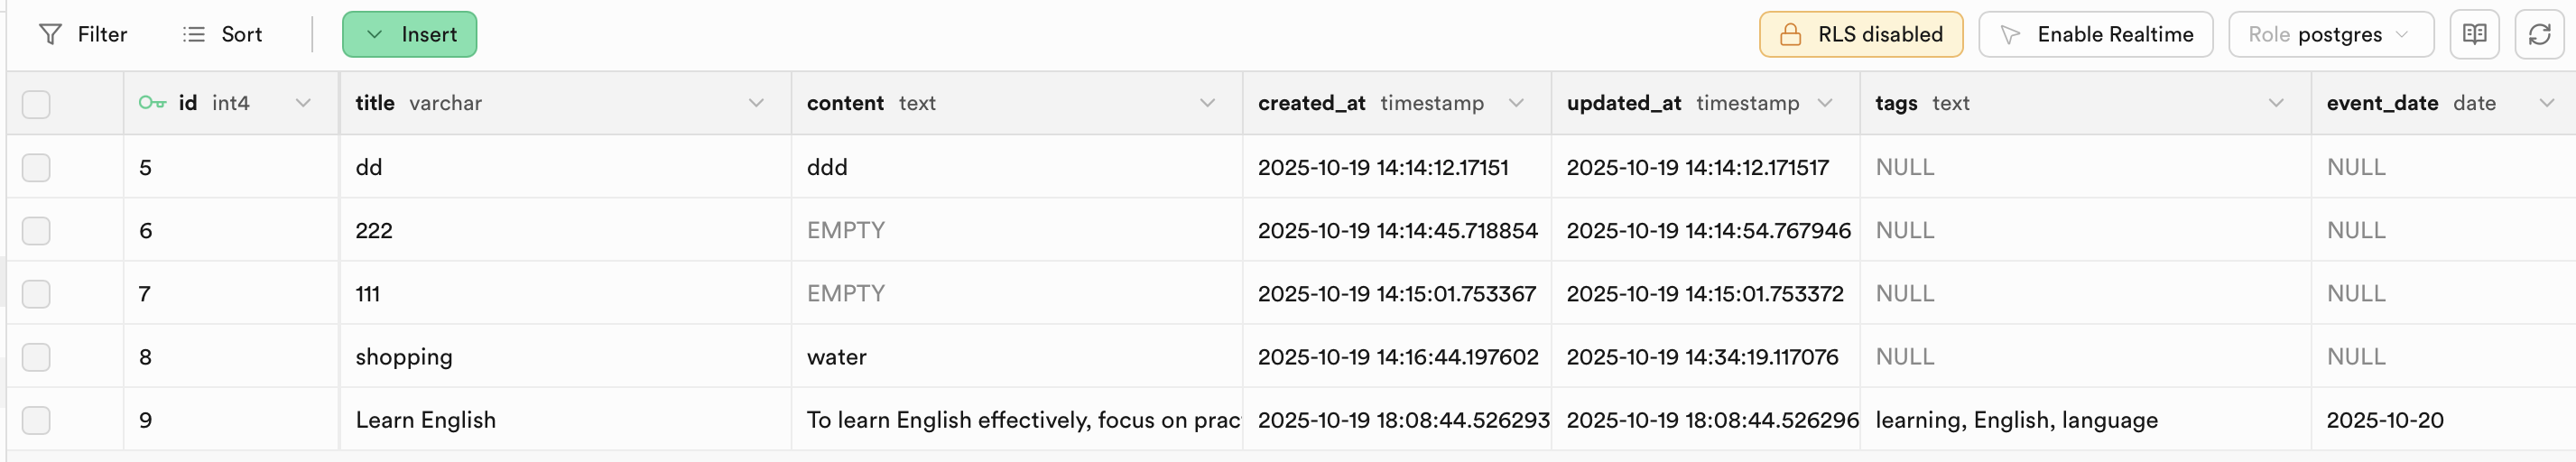 Filter Sort Insert RLS disabled Enable Realtime Role postgres
id int4 title varchar content text created_at timestamp updated_at timestamp tags text event_date date
5 dd ddd 2025-10-19 14:14:12.17151 2025-10-19 14:14:12.171517 NULL NULL
6 222 EMPTY 2025-10-19 14:14:45.718854 2025-10-19 14:14:54.767946 NULL NULL
7 111 EMPTY 2025-10-19 14:15:01.753367 2025-10-19 14:15:01.753372 NULL NULL
8 shopping water 2025-10-19 14:16:44.197602 2025-10-19 14:34:19.117076 NULL NULL
9 Learn English To learn English effectively, focus on prac 2025-10-19 18:08:44.526293 2025-10-19 18:08:44.526296 learning, English, language 2025-10-20